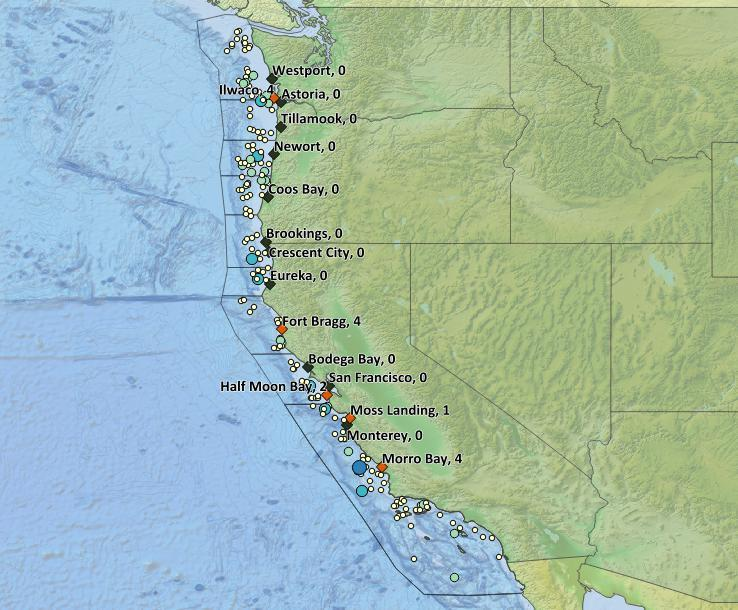 Westport, 0
Ilwaco, 4
Astoria, 0
Tillamook, 0
Newort, 0
Coos Bay, 0
Brookings, 0
Crescent City, 0
Eureka, 0
Fort Bragg, 4
Bodega Bay, 0
San Francisco, 0
Half Moon Bay, 2
Moss Landing, 1
Monterey, 0
Morro Bay, 4